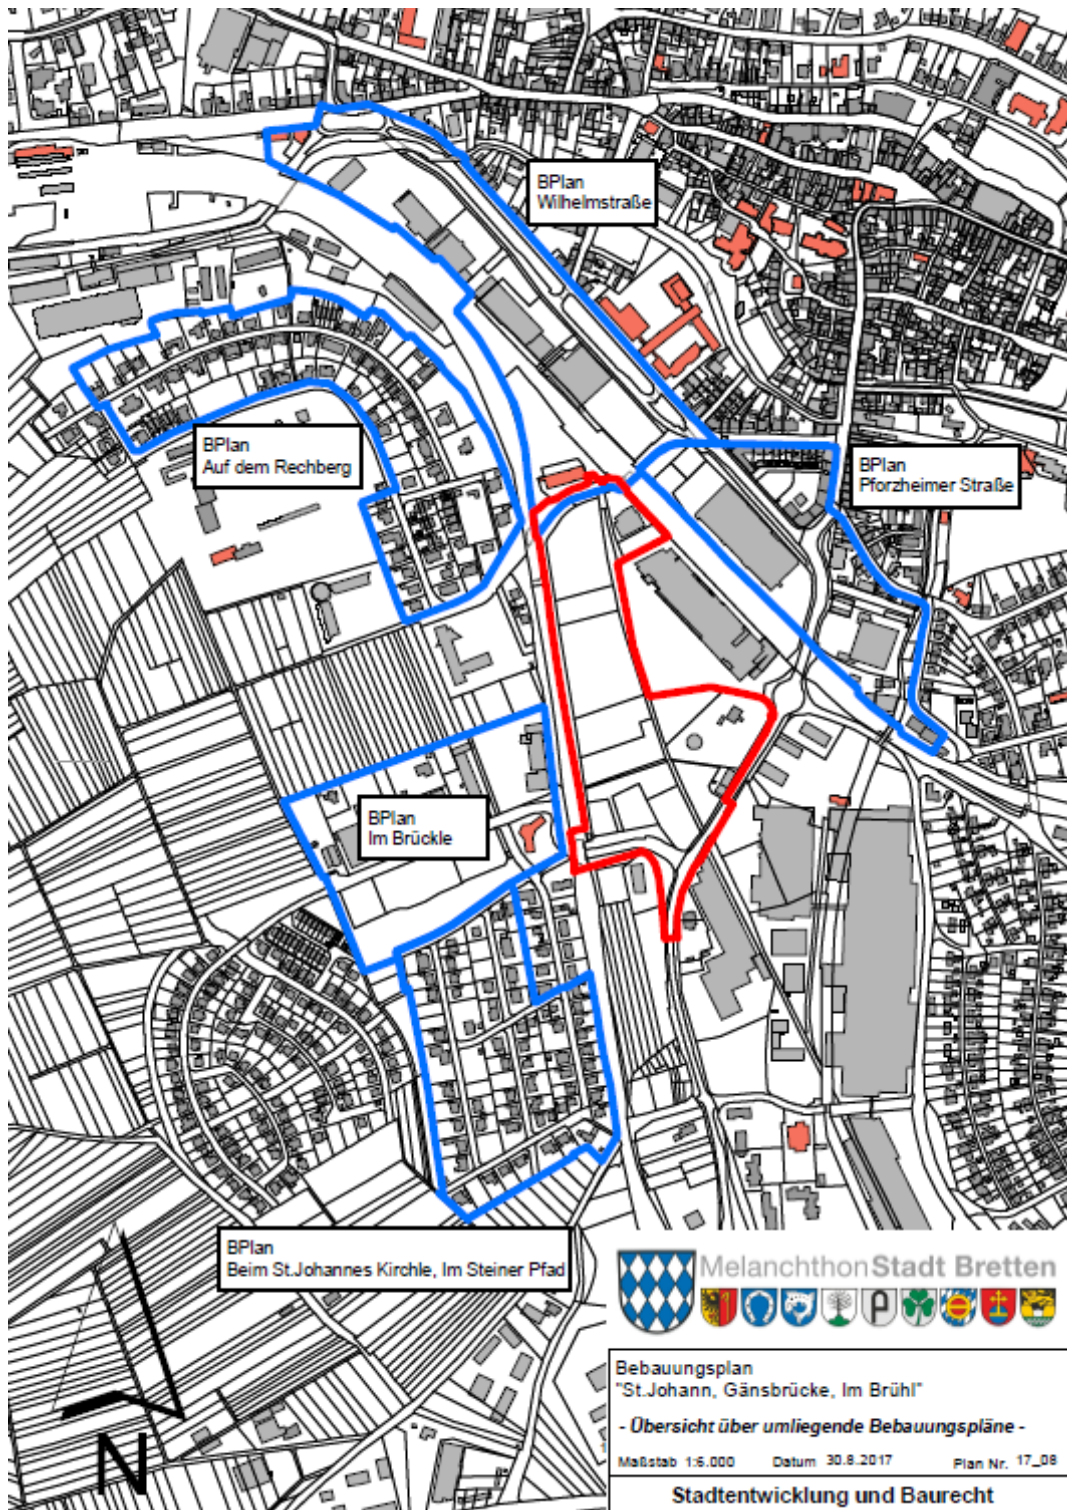 BPlan
Wilhelmstraße
BPlan
Auf dem Rechberg
BPlan
Pforzheimer Straße
BPlan
Im Brückle
BPlan
Beim St.Johannes Kirchle, Im Steiner Pfad
N
Melanchthon Stadt Bretten
Bebauungsplan
"St.Johann, Gänsbrücke, Im Brühl"
- Übersicht über umliegende Bebauungspläne -
Maßstab 1:6.000 Datum 30.8.2017 Plan Nr. 17_08
Stadtentwicklung und Baurecht